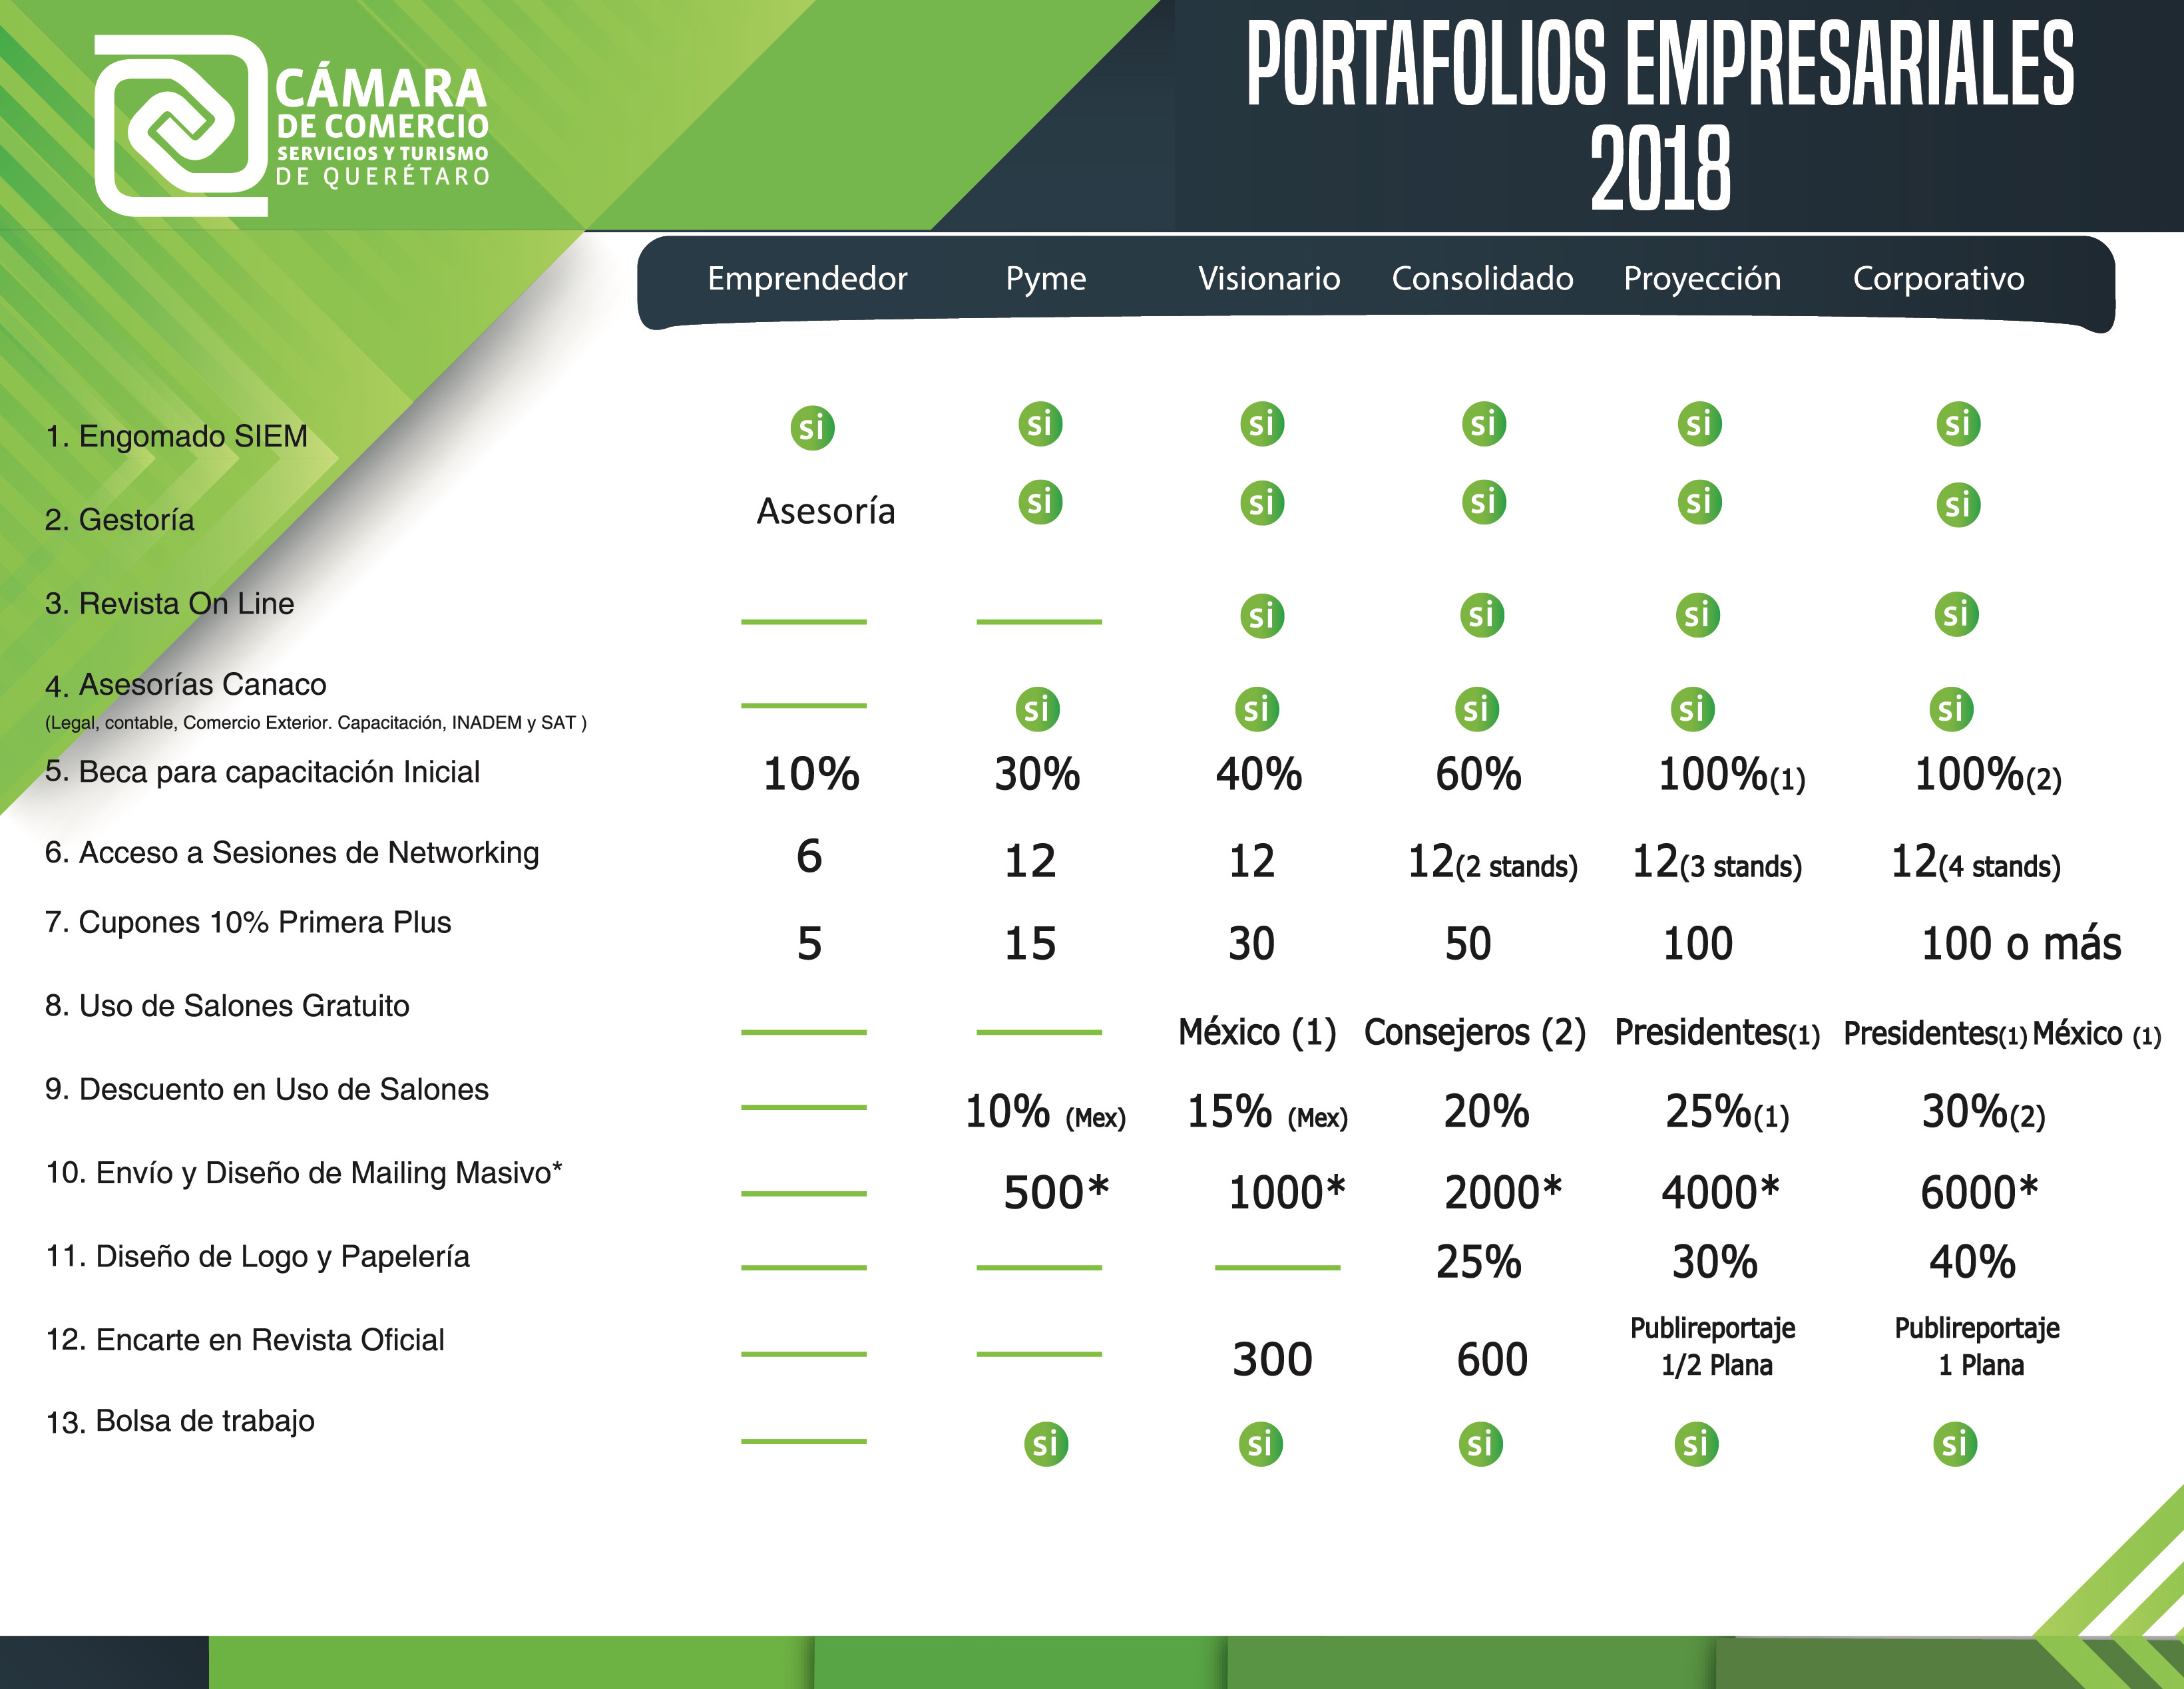 CÁMARA
DE COMERCIO
SERVICIOS Y TURISMO
DE QUERÉTARO
PORTAFOLIOS EMPRESARIALES
2018
Emprendedor Pyme Visionario Consolidado Proyección Corporativo
1. Engomado SIEM si si si si si si
2. Gestoría Asesoría si si si si si
3. Revista On Line si si si si
4. Asesorías Canaco si si si si si
(Legal, contable, Comercio Exterior. Capacitación, INADEM y SAT )
5. Beca para capacitación Inicial 10% 30% 40% 60% 100%(1) 100%(2)
6. Acceso a Sesiones de Networking 6 12 12 12(2 stands) 12(3 stands) 12(4 stands)
7. Cupones 10% Primera Plus 5 15 30 50 100 100 o más
8. Uso de Salones Gratuito México (1) Consejeros (2) Presidentes(1) Presidentes(1) México (1)
9. Descuento en Uso de Salones 10% (Mex) 15% (Mex) 20% 25%(1) 30%(2)
10. Envío y Diseño de Mailing Masivo* 500* 1000* 2000* 4000* 6000*
11. Diseño de Logo y Papelería 25% 30% 40%
12. Encarte en Revista Oficial 300 600 Publireportaje 1/2 Plana Publireportaje 1 Plana
13. Bolsa de trabajo si si si si si